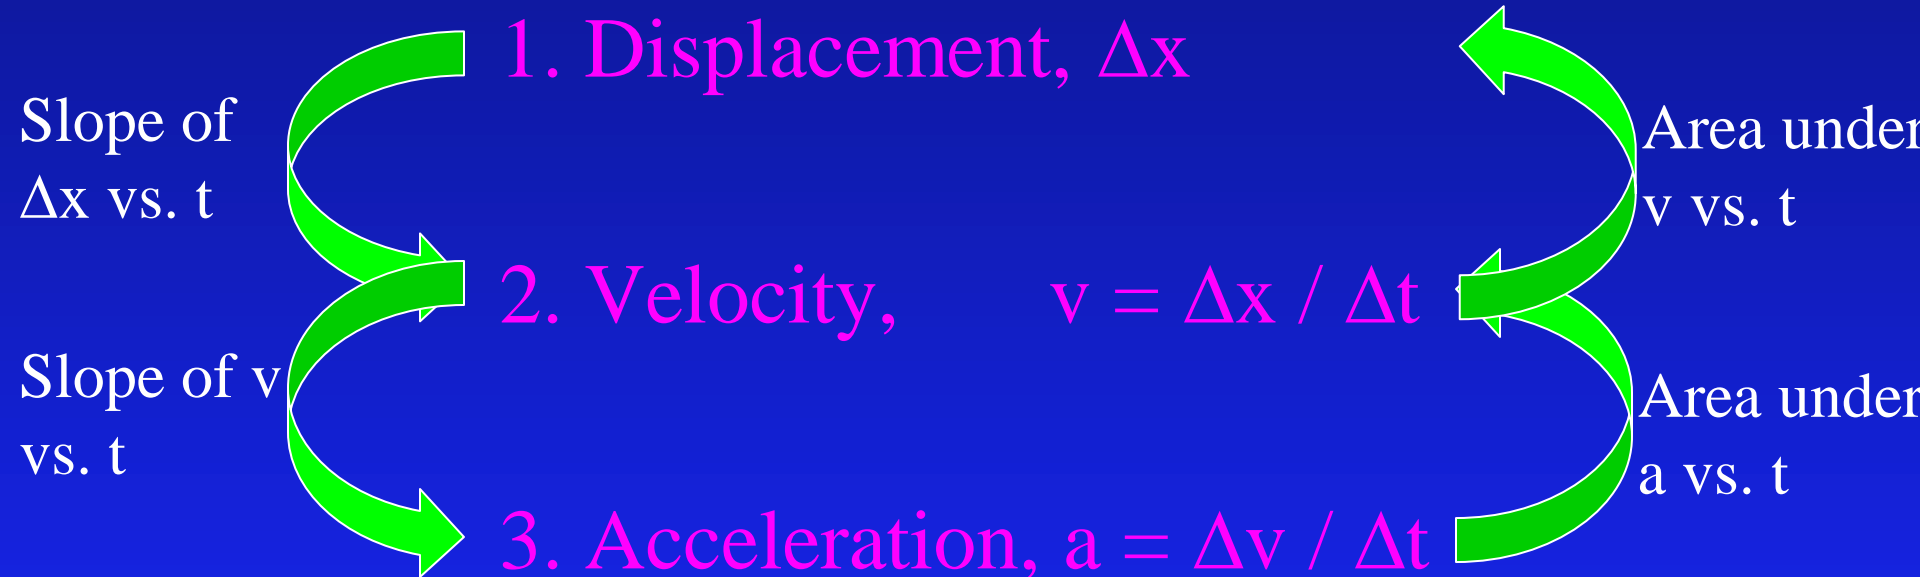 1. Displacement, Δx
Slope of
Δx vs. t
Area under
v vs. t
2. Velocity, v = Δx / Δt
Slope of v
vs. t
Area under
a vs. t
3. Acceleration, a = Δv / Δt